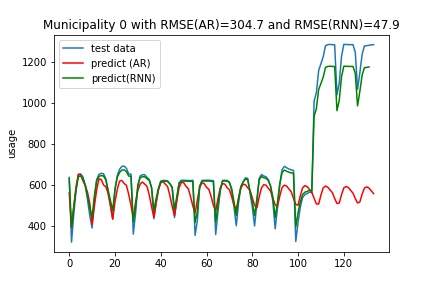 Municipality 0 with RMSE(AR)=304.7 and RMSE(RNN)=47.9
test data
predict (AR)
predict(RNN)
usage
1200
1000
800
600
400
0 20 40 60 80 100 120